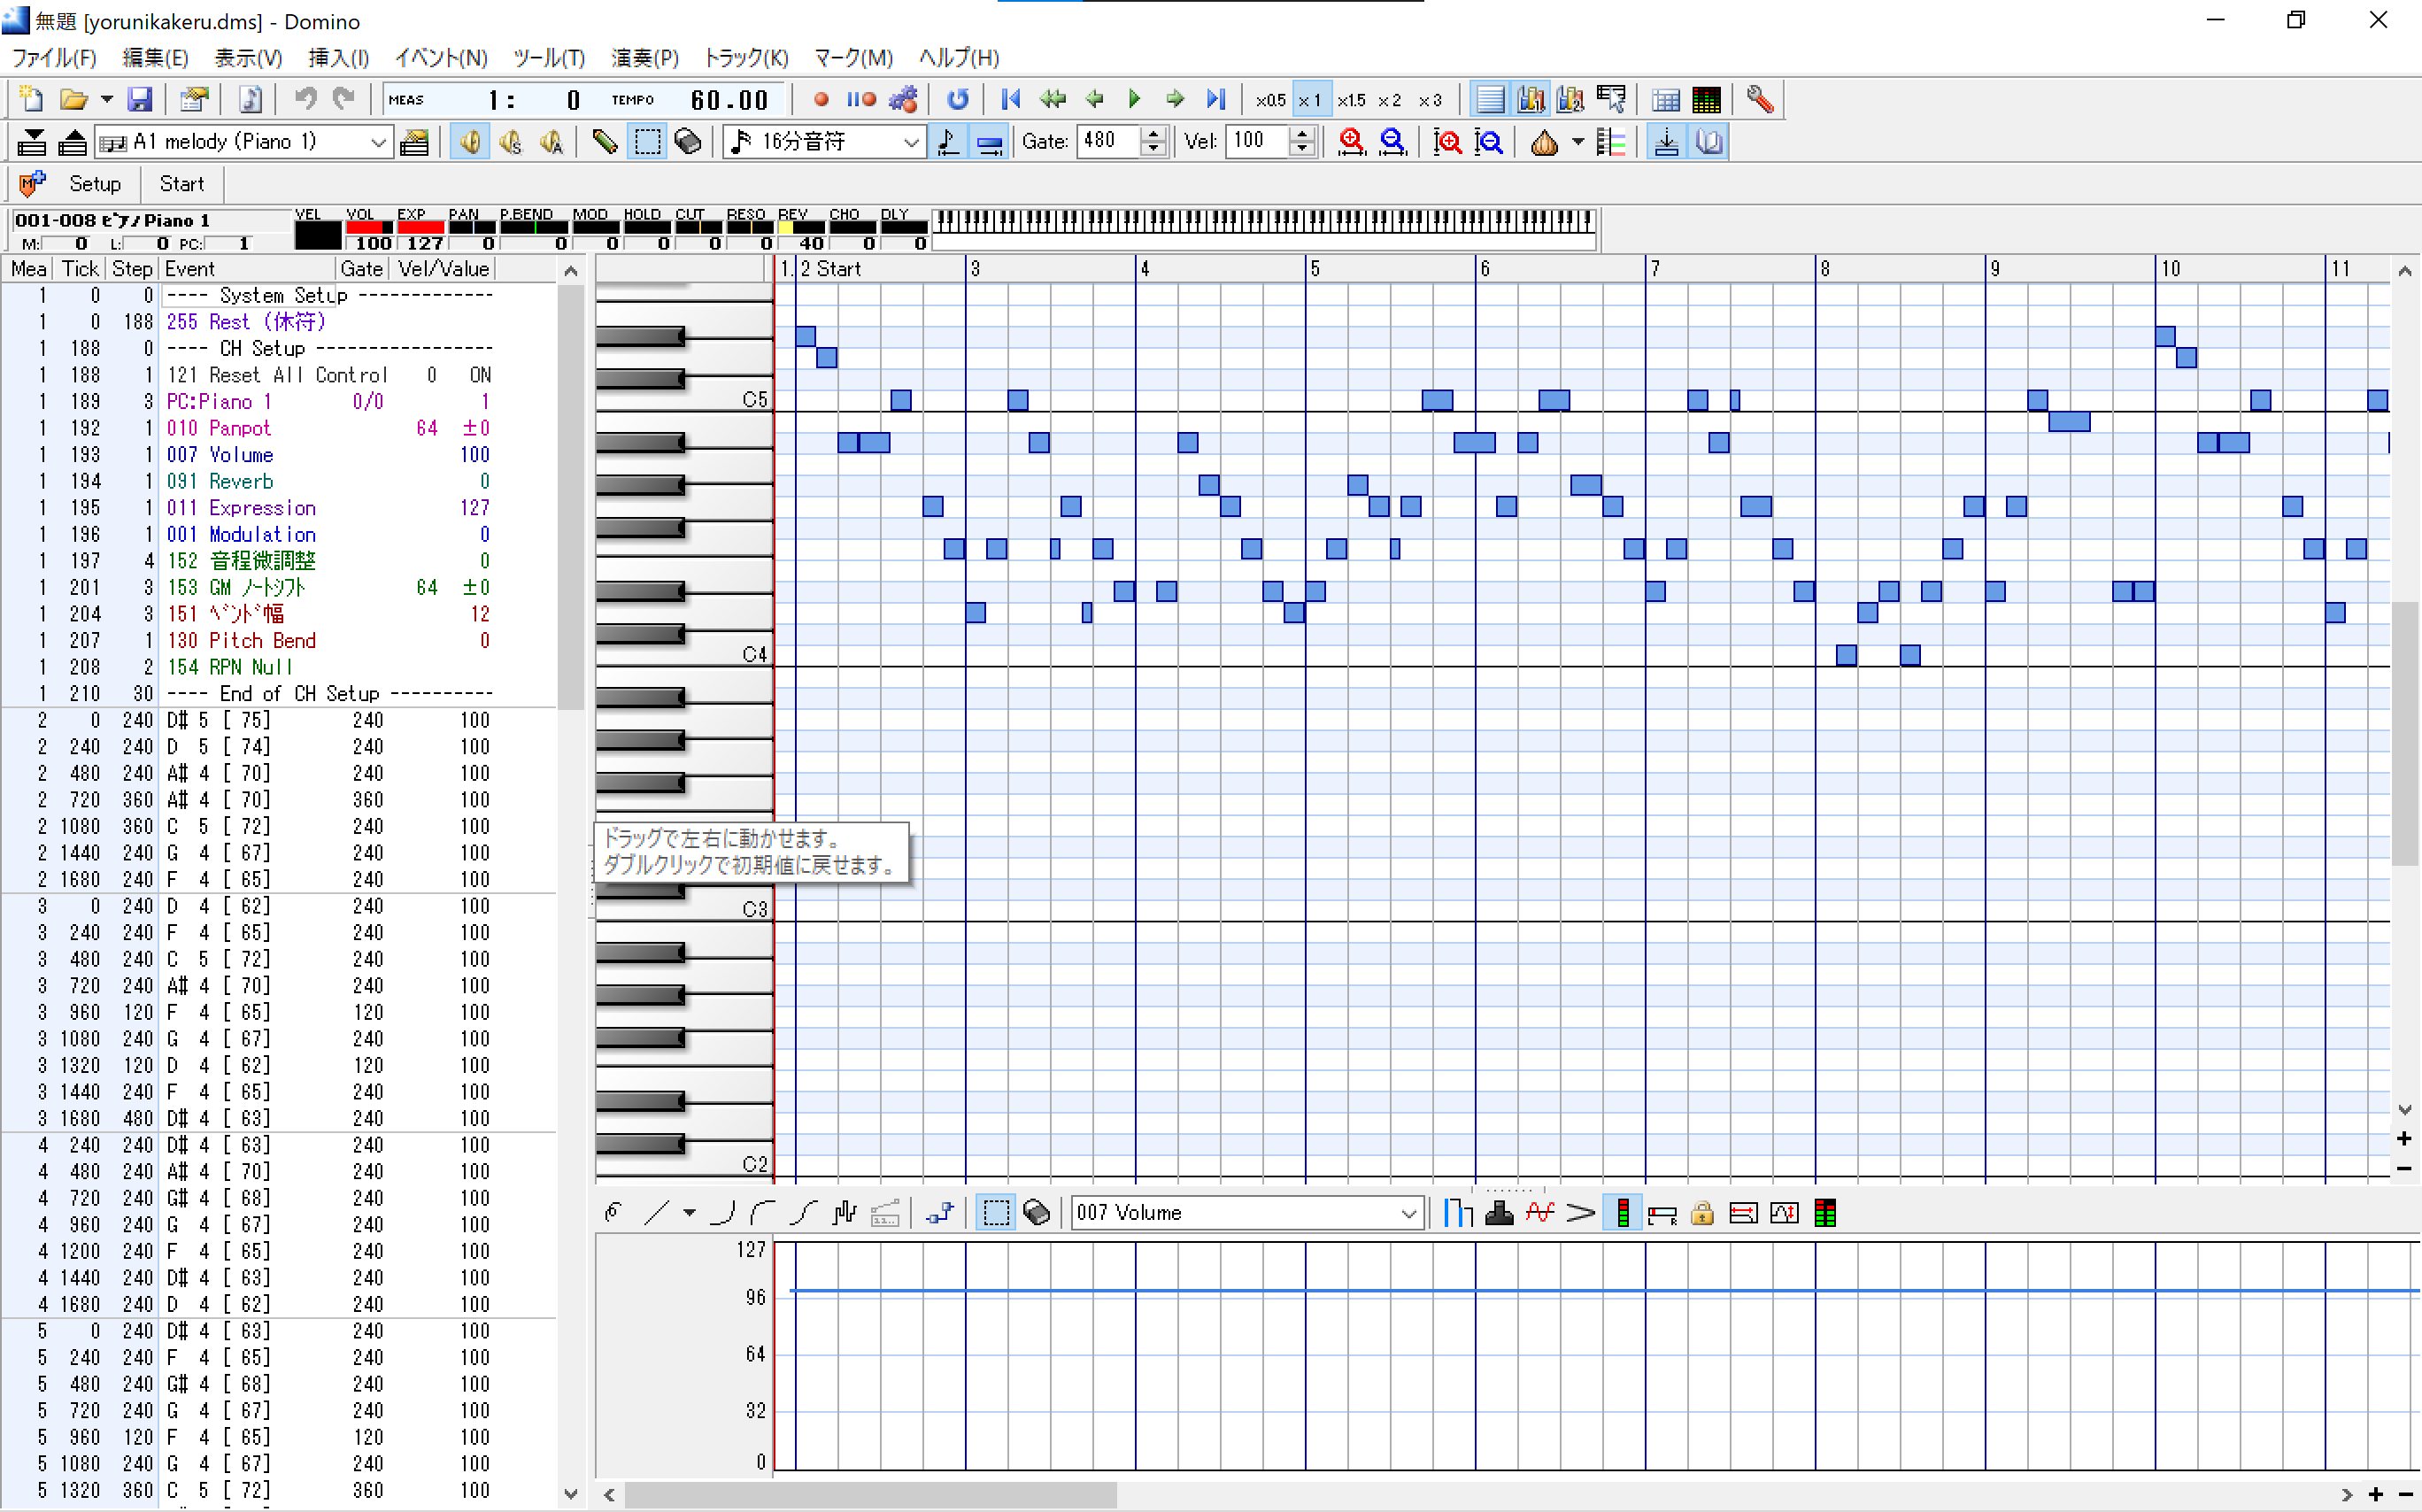 無題 [yorunikakeru.dms] - Domino
ファイル(F) 編集(E) 表示(V) 挿入(I) イベント(N) ツール(T) 演奏(P) トラック(K) マーク(M) ヘルプ(H)
MEAS 1: 0 TEMPO 60.00 x0.5 x1 x1.5 x2 x3
A1 melody (Piano 1) 16分音符 Gate: 480 Vel: 100
Setup Start
001-008 ﾋﾟｱﾉ Piano 1 VEL VOL EXP PAN P.BEND MOD HOLD CUT RESO REV CHO DLY
M: 0 L: 0 PC: 1 100 127 0 0 0 0 0 0 40 0 0
Mea Tick Step Event Gate Vel/Value
1. 2 Start 3 4 5 6 7 8 9 10 11
1 0 0 ---- System Setup -------------
1 0 188 255 Rest (休符)
1 188 0 ---- CH Setup -----------------
1 188 1 121 Reset All Control 0 ON
1 189 3 PC:Piano 1 0/0 1
1 192 1 010 Panpot 64 ±0
1 193 1 007 Volume 100
1 194 1 091 Reverb 0
1 195 1 011 Expression 127
1 196 1 001 Modulation 0
1 197 4 152 音程微調整 0
1 201 3 153 GM ﾉｰﾄｼﾌﾄ 64 ±0
1 204 3 151 ﾍﾞﾝﾄﾞ幅 12
1 207 1 130 Pitch Bend 0
1 208 2 154 RPN Null
1 210 30 ---- End of CH Setup ----------
2 0 240 D# 5 [ 75] 240 100
2 240 240 D 5 [ 74] 240 100
2 480 240 A# 4 [ 70] 240 100
2 720 360 A# 4 [ 70] 360 100
2 1080 360 C 5 [ 72] 240 100
2 1440 240 G 4 [ 67] 240 100
2 1680 240 F 4 [ 65] 240 100
3 0 240 D 4 [ 62] 240 100
3 240 240 F 4 [ 65] 240 100
3 480 240 C 5 [ 72] 240 100
3 720 240 A# 4 [ 70] 240 100
3 960 120 F 4 [ 65] 120 100
3 1080 240 G 4 [ 67] 240 100
3 1320 120 D 4 [ 62] 120 100
3 1440 240 F 4 [ 65] 240 100
3 1680 480 D# 4 [ 63] 240 100
4 240 240 D# 4 [ 63] 240 100
4 480 240 A# 4 [ 70] 240 100
4 720 240 G# 4 [ 68] 240 100
4 960 240 G 4 [ 67] 240 100
4 1200 240 F 4 [ 65] 240 100
4 1440 240 D# 4 [ 63] 240 100
4 1680 240 D 4 [ 62] 240 100
5 0 240 D# 4 [ 63] 240 100
5 240 240 F 4 [ 65] 240 100
5 480 240 G# 4 [ 68] 240 100
5 720 240 G 4 [ 67] 240 100
5 960 120 F 4 [ 65] 120 100
5 1080 240 G 4 [ 67] 240 100
5 1320 360 C 5 [ 72] 360 100
C5
C4
ドラッグで左右に動かせます。
ダブルクリックで初期値に戻せます。
C3
C2
007 Volume
127
96
64
32
0